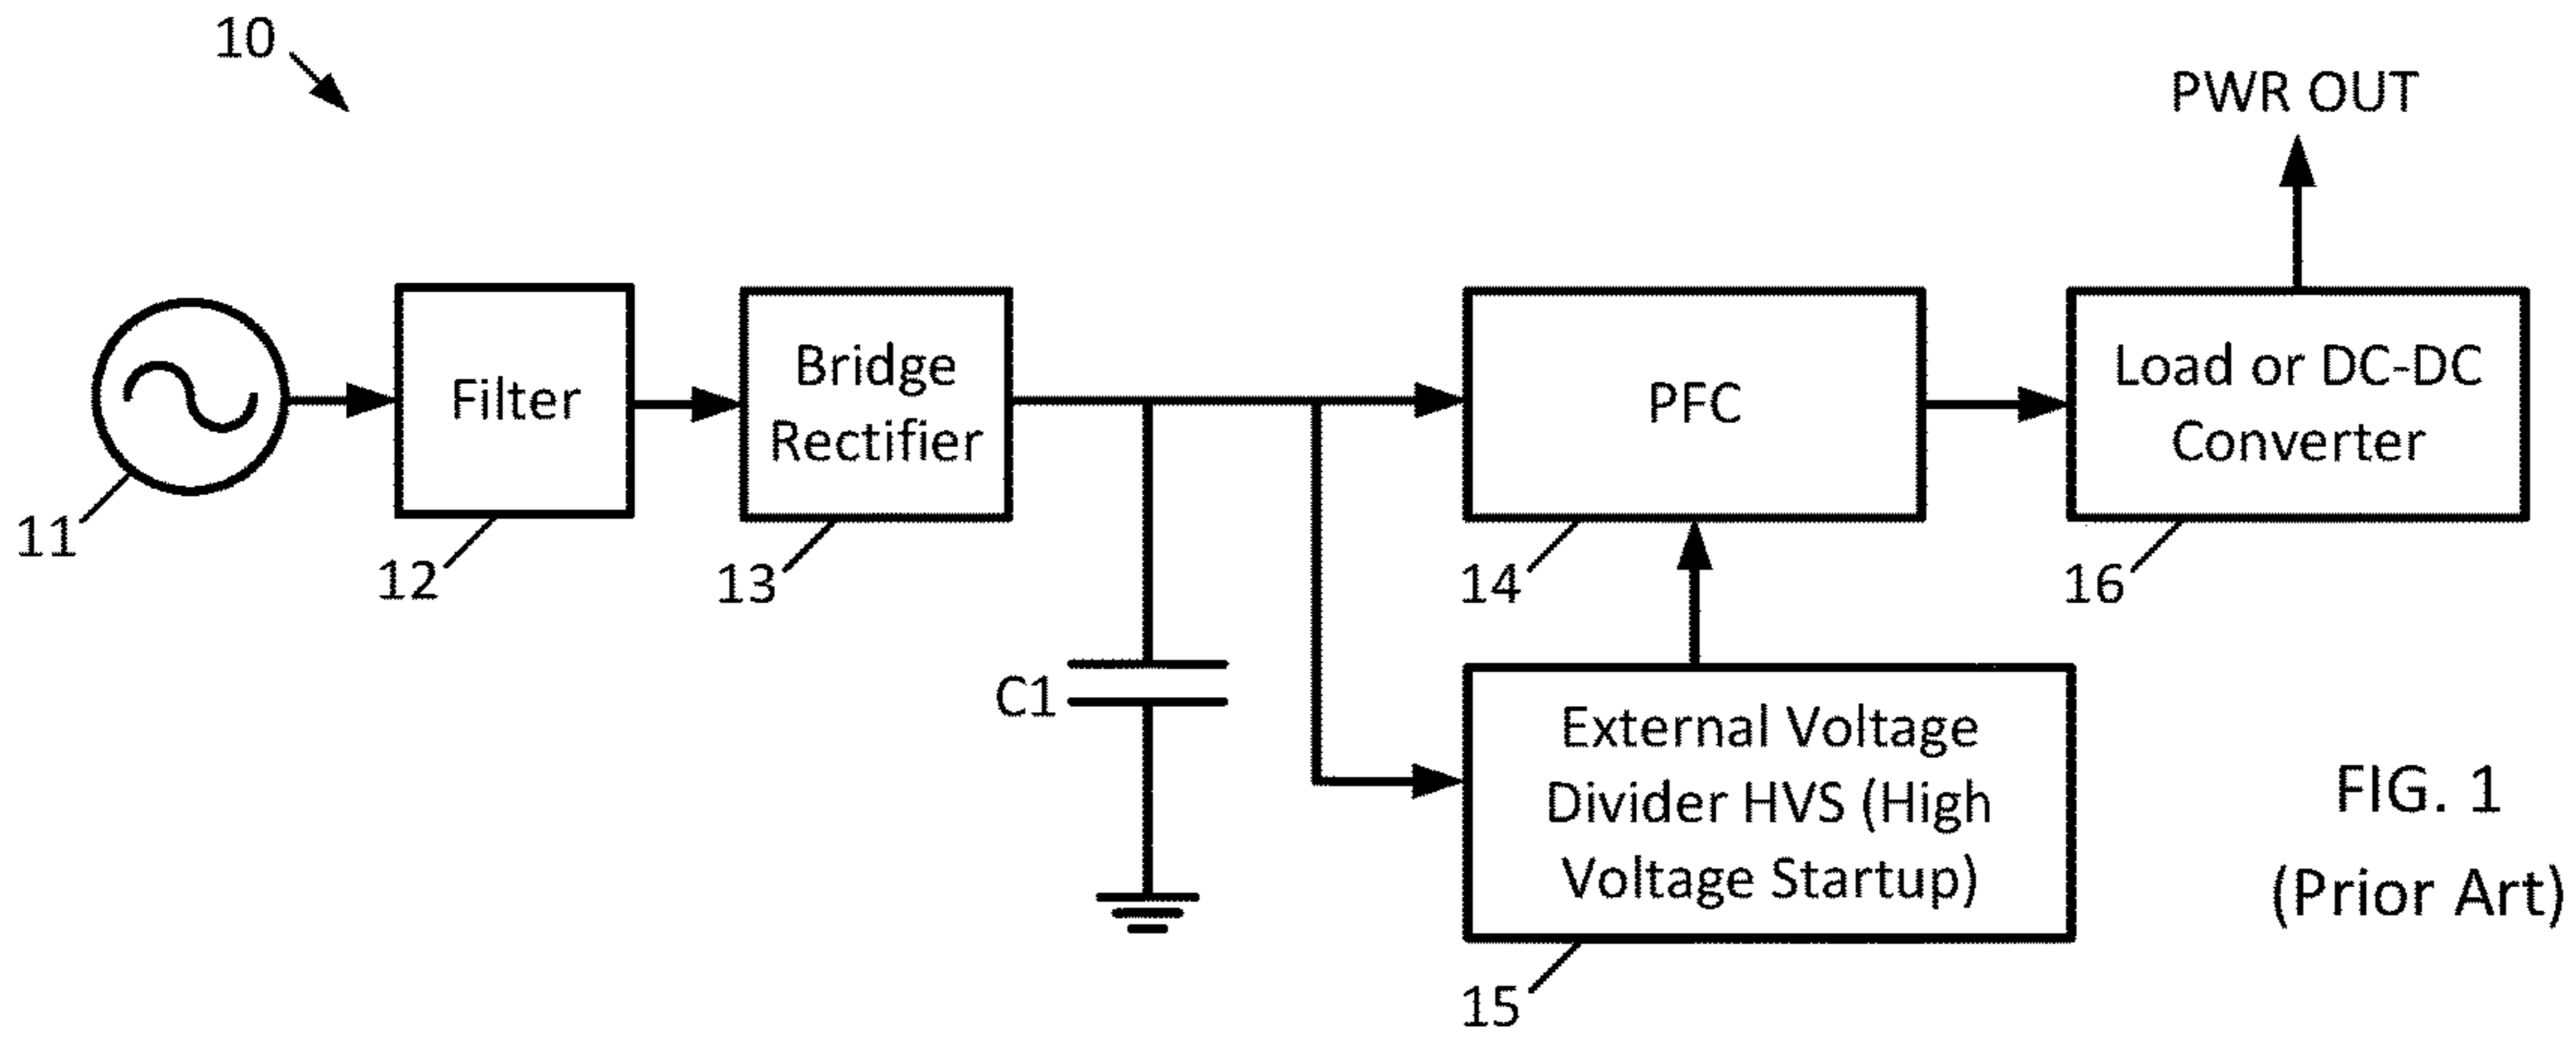 10
PWR OUT
Filter
Bridge
Rectifier
PFC
Load or DC-DC
Converter
11
12
13
14
16
C1
External Voltage
Divider HVS (High
Voltage Startup)
15
FIG. 1
(Prior Art)